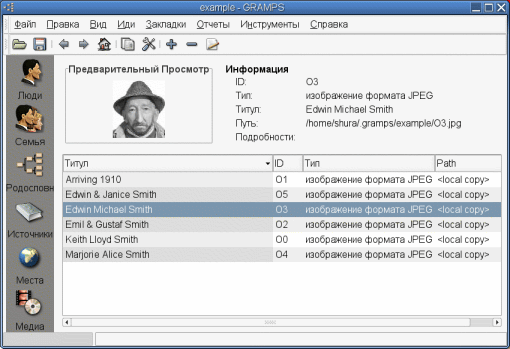 example - GRAMPS
Файл Правка Вид Иди Закладки Отчеты Инструменты Справка
Люди
Семья
Родословн
Источники
Места
Медиа
Предварительный Просмотр
Информация
ID: O3
Тип: изображение формата JPEG
Титул: Edwin Michael Smith
Путь: /home/shura/.gramps/example/O3.jpg
Подробности:
Титул ID Тип Path
Arriving 1910 O1 изображение формата JPEG <local copy>
Edwin & Janice Smith O5 изображение формата JPEG <local copy>
Edwin Michael Smith O3 изображение формата JPEG <local copy>
Emil & Gustaf Smith O2 изображение формата JPEG <local copy>
Keith Lloyd Smith O0 изображение формата JPEG <local copy>
Marjorie Alice Smith O4 изображение формата JPEG <local copy>